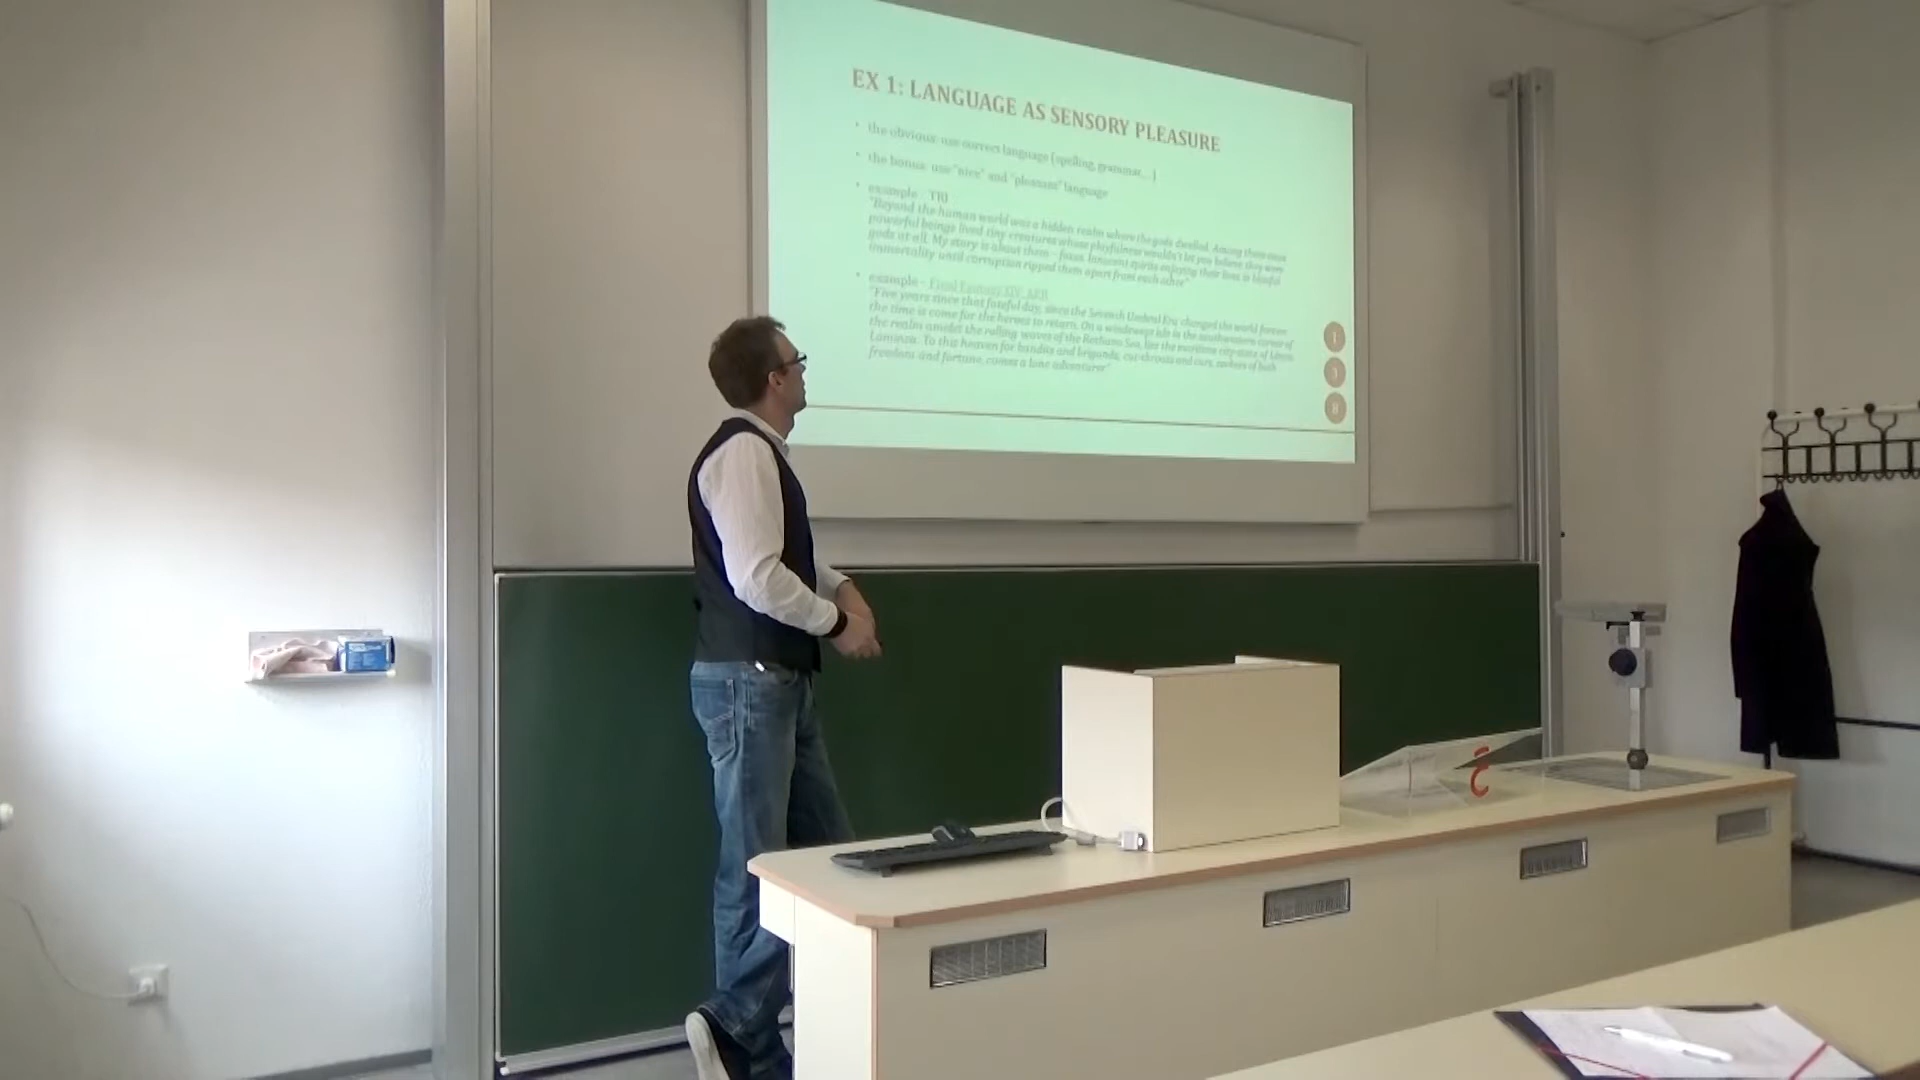 EX 1: LANGUAGE AS SENSORY PLEASURE
• the obvious: use correct language (spelling, grammar... )
• the bonus: use "nice" and "pleasant" language
• example - TRI
"Beyond the human world was a hidden realm where the gods dwelled. Among these once
powerful beings lived tiny creatures whose playfulness wouldn't let you believe they were
gods at all. My story is about them - foxes. Innocent spirits enjoying their lives in blissful
immortality until corruption ripped them apart from each other"
• example - Final Fantasy XIV: ARR
"Five years since that fateful day, since the Seventh Umbral Era changed the world forever
the time is come for the heroes to return. On a windswept isle in the southwestern corner of
the realm amidst the rolling waves of the Rothano Sea, lies the maritime city-state of Limsa
Lominsa. To this heaven for bandits and brigands, cut-throats and curs, seekers of both
freedom and fortune, comes a lone adventurer"
1
3
8